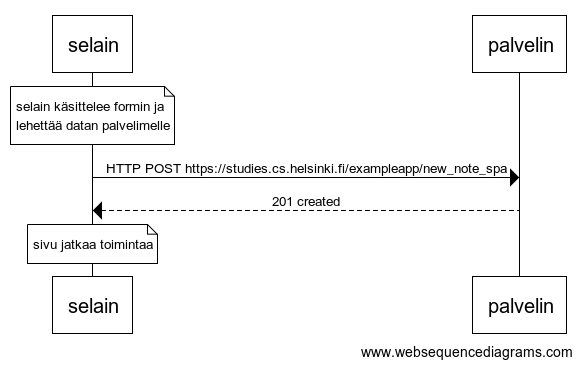 selain
palvelin
selain käsittelee formin ja
lehettää datan palvelimelle
HTTP POST https://studies.cs.helsinki.fi/exampleapp/new_note_spa
201 created
sivu jatkaa toimintaa
selain
palvelin
www.websequencediagrams.com